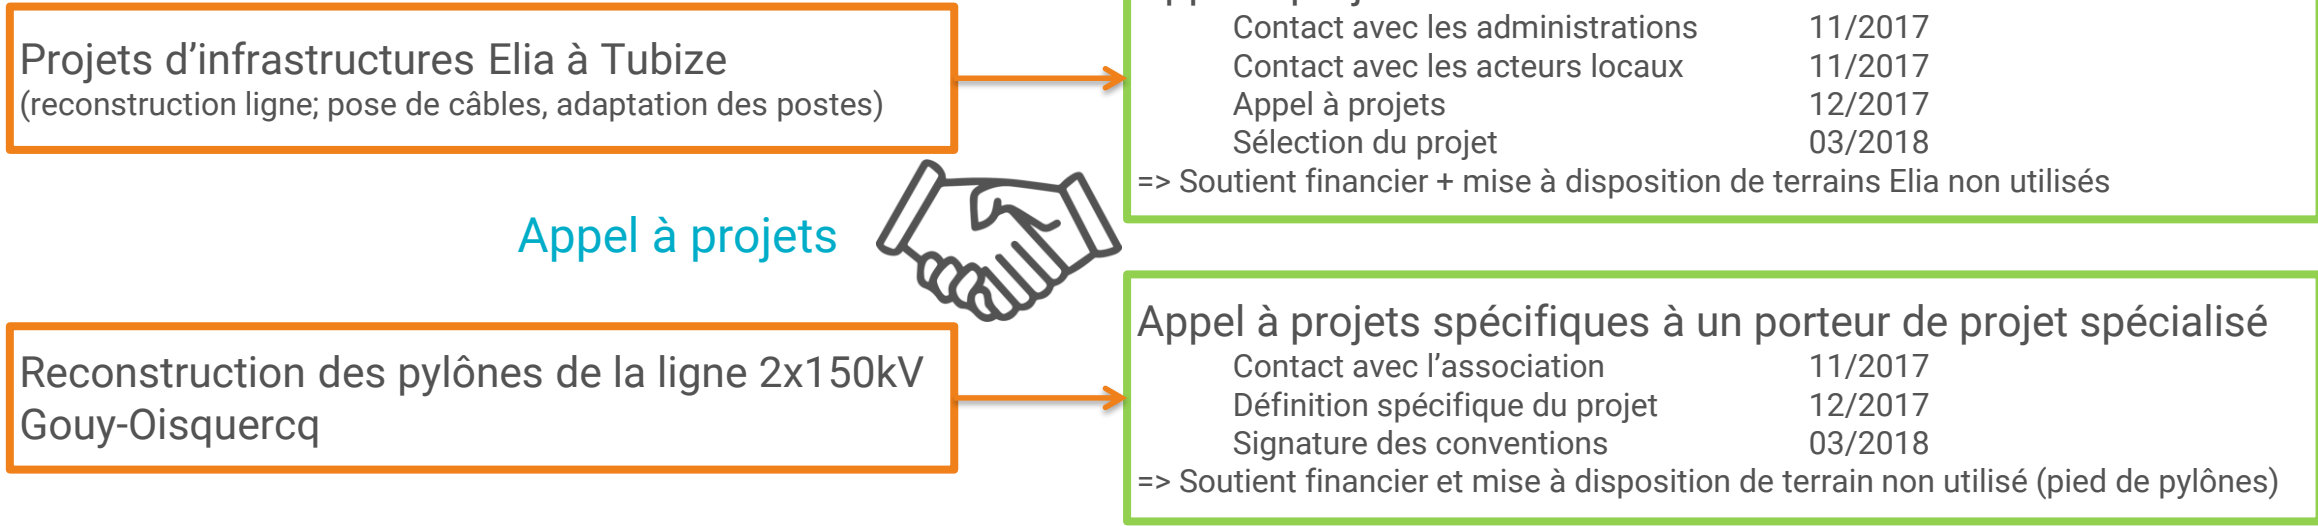 Projets d’infrastructures Elia à Tubize
(reconstruction ligne; pose de câbles, adaptation des postes)
Contact avec les administrations 11/2017
Contact avec les acteurs locaux 11/2017
Appel à projets 12/2017
Sélection du projet 03/2018
=> Soutient financier + mise à disposition de terrains Elia non utilisés
Appel à projets
Reconstruction des pylônes de la ligne 2x150kV
Gouy-Oisquercq
Appel à projets spécifiques à un porteur de projet spécialisé
Contact avec l’association 11/2017
Définition spécifique du projet 12/2017
Signature des conventions 03/2018
=> Soutient financier et mise à disposition de terrain non utilisé (pied de pylônes)